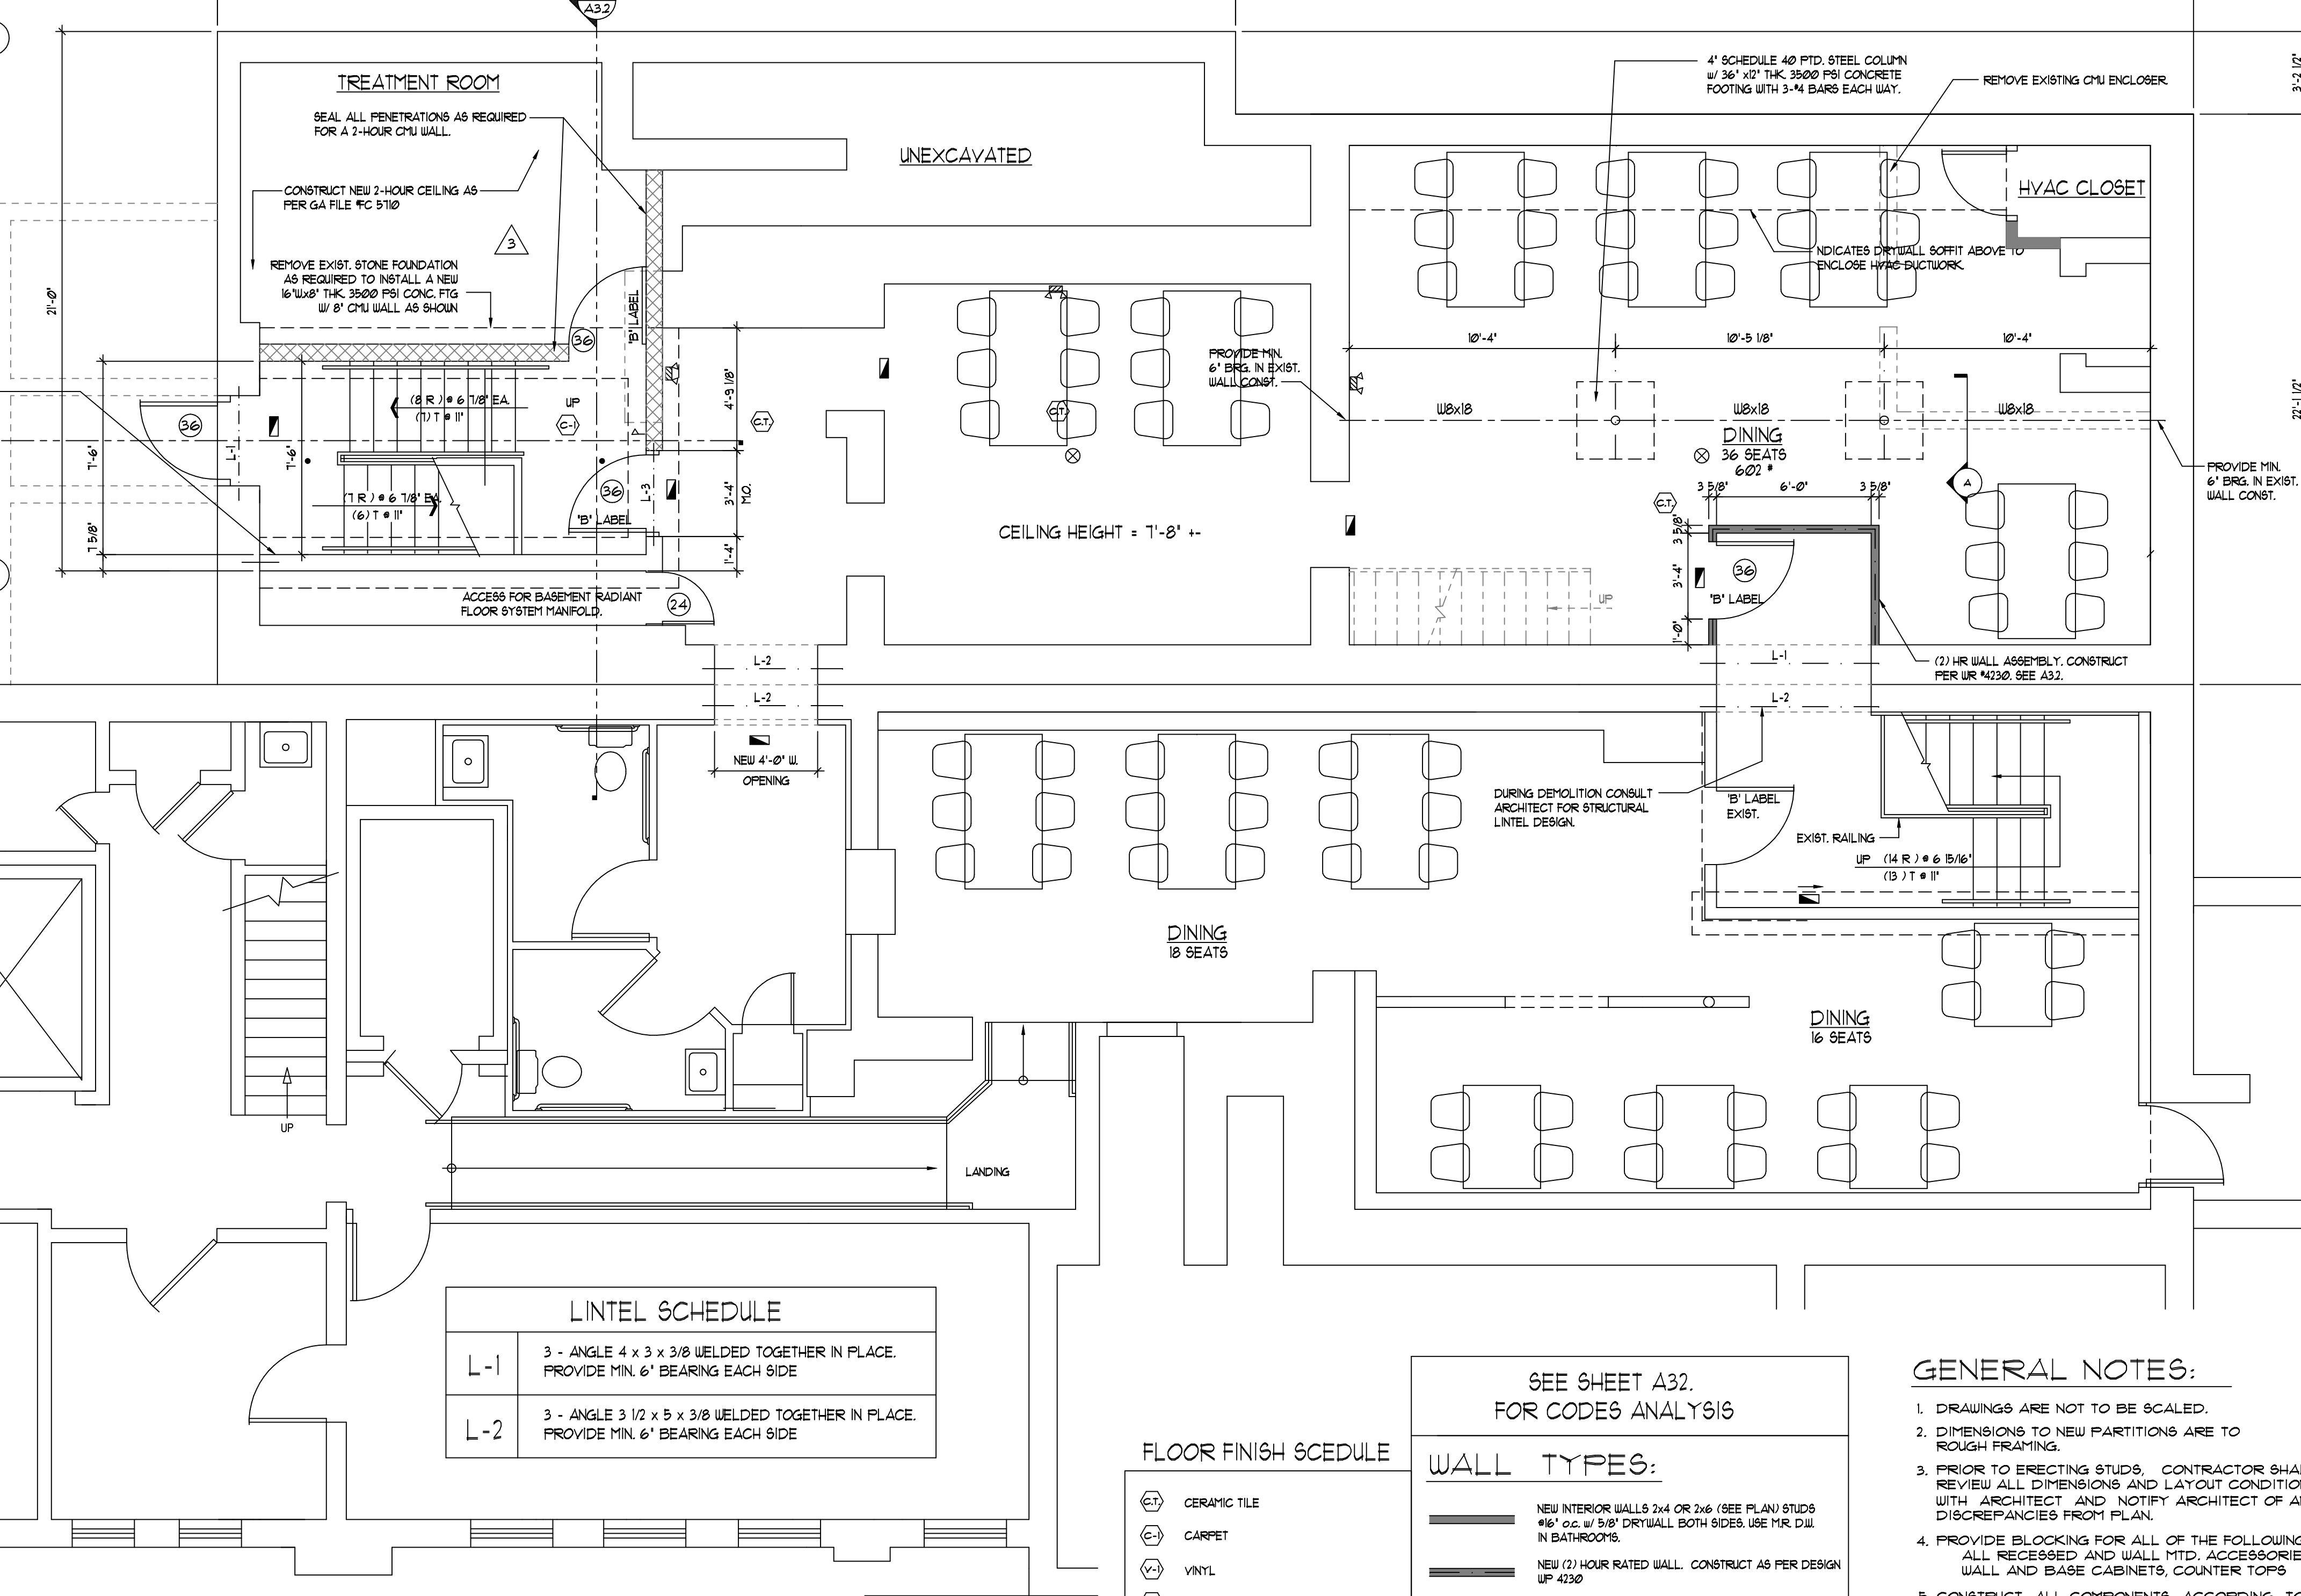 A3.2
TREATMENT ROOM
SEAL ALL PENETRATIONS AS REQUIRED
FOR A 2-HOUR CMU WALL.
CONSTRUCT NEW 2-HOUR CEILING AS
PER GA FILE #FC 5710
3
REMOVE EXIST. STONE FOUNDATION
AS REQUIRED TO INSTALL A NEW
16"Wx8" THK. 3500 PSI CONC. FTG
W/ 8" CMU WALL AS SHOWN
21'-0"
UNEXCAVATED
4" SCHEDULE 40 PTD. STEEL COLUMN
w/ 36" x12" THK. 3500 PSI CONCRETE
FOOTING WITH 3-#4 BARS EACH WAY.
REMOVE EXISTING CMU ENCLOSER.
3'-2 1/2"
HVAC CLOSET
NDICATES DRYWALL SOFFIT ABOVE TO
ENCLOSE HVAC DUCTWORK.
"B" LABEL
36
10'-4"
10'-5 1/8"
10'-4"
PROVIDE MIN.
6" BRG. IN EXIST.
WALL CONST.
(8 R ) @ 6 7/8" EA.
(7) T @ 11"
UP
C-1
C.T.
C.T.
4'-9 1/8"
W8x18
W8x18
W8x18
22'-1 1/2"
DINING
36 SEATS
602 #
36
L-1
7'-6"
7'-6"
(7 R ) @ 6 7/8" EA.
(6) T @ 11"
36
L-3
3'-4"
M.O.
"B" LABEL
7 5/8"
1'-4"
CEILING HEIGHT = 7'-8" +-
A
PROVIDE MIN.
6" BRG. IN EXIST.
WALL CONST.
3 5/8"
6'-0"
3 5/8"
C.T.
3 5/8"
3'-4"
1'-0"
36
"B" LABEL
UP
ACCESS FOR BASEMENT RADIANT
FLOOR SYSTEM MANIFOLD.
24
L-2
L-2
L-1
L-2
(2) HR WALL ASSEMBLY. CONSTRUCT
PER WR #4230. SEE A3.2.
NEW 4'-0" W.
OPENING
DURING DEMOLITION CONSULT
ARCHITECT FOR STRUCTURAL
LINTEL DESIGN.
"B" LABEL
EXIST.
EXIST. RAILING
UP (14 R ) @ 6 15/16"
(13 ) T @ 11"
DINING
18 SEATS
DINING
16 SEATS
UP
LANDING
LINTEL SCHEDULE
L-1
3 - ANGLE 4 x 3 x 3/8 WELDED TOGETHER IN PLACE.
PROVIDE MIN. 6" BEARING EACH SIDE
L-2
3 - ANGLE 3 1/2 x 5 x 3/8 WELDED TOGETHER IN PLACE.
PROVIDE MIN. 6" BEARING EACH SIDE
FLOOR FINISH SCEDULE
C.T. CERAMIC TILE
C-1 CARPET
V-1 VINYL
SEE SHEET A32.
FOR CODES ANALYSIS
WALL TYPES:
NEW INTERIOR WALLS 2x4 OR 2x6 (SEE PLAN) STUDS
@16" o.c. w/ 5/8" DRYWALL BOTH SIDES. USE M.R. D.W.
IN BATHROOMS.
NEW (2) HOUR RATED WALL. CONSTRUCT AS PER DESIGN
WP 4230
GENERAL NOTES:
1. DRAWINGS ARE NOT TO BE SCALED.
2. DIMENSIONS TO NEW PARTITIONS ARE TO
ROUGH FRAMING.
3. PRIOR TO ERECTING STUDS, CONTRACTOR SHA
REVIEW ALL DIMENSIONS AND LAYOUT CONDITION
WITH ARCHITECT AND NOTIFY ARCHITECT OF A
DISCREPANCIES FROM PLAN.
4. PROVIDE BLOCKING FOR ALL OF THE FOLLOWING
ALL RECESSED AND WALL MTD. ACCESSORIE
WALL AND BASE CABINETS, COUNTER TOPS
5. CONSTRUCT ALL COMPONENTS ACCORDING TO